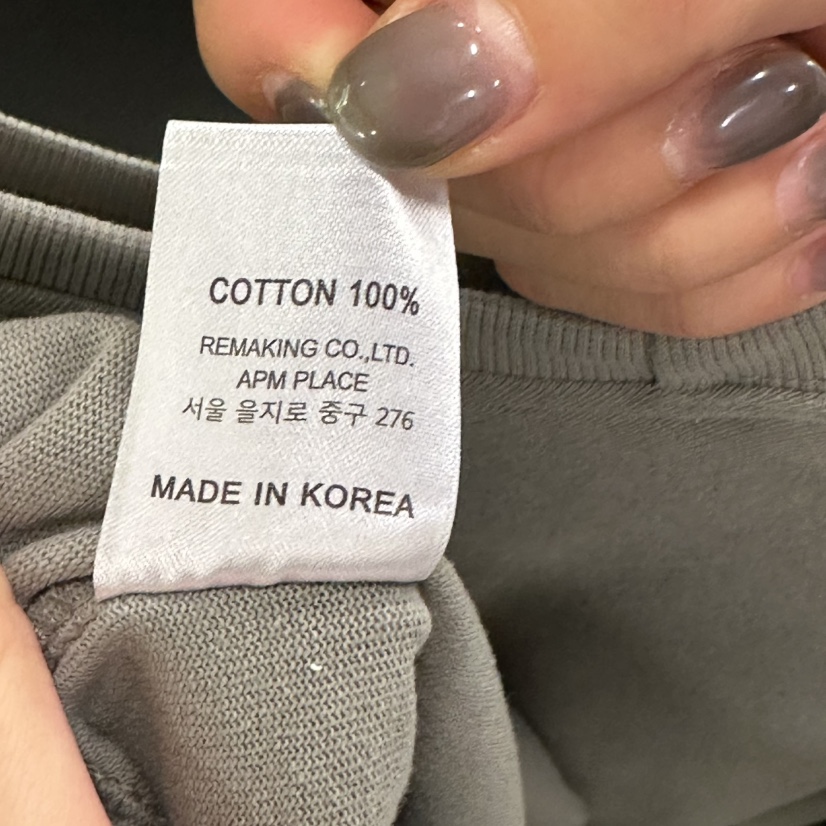 COTTON 100%
REMAKING CO.,LTD.
APM PLACE
서울 을지로 중구 276
MADE IN KOREA